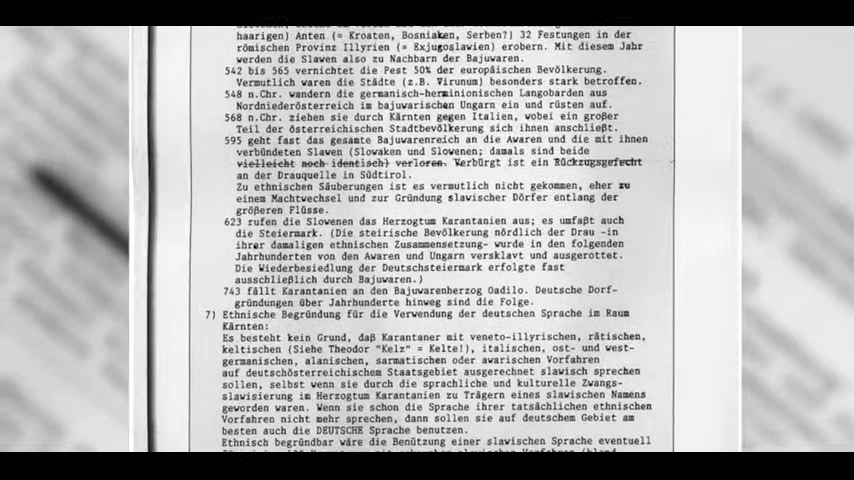 haarigen) Anten (= Kroaten, Bosniaken, Serben?) 32 Festungen in der
römischen Provinz Illyrien (= Exjugoslawien) erobern. Mit diesem Jahr
werden die Slawen also zu Nachbarn der Bajuwaren.
542 bis 565 vernichtet die Pest 50% der europäischen Bevölkerung.
Vermutlich waren die Städte (z.B. Virunum) besonders stark betroffen.
548 n.Chr. wandern die germanisch-herminionischen Langobarden aus
Nordniederösterreich im bajuwarischen Ungarn ein und rüsten auf.
568 n.Chr. ziehen sie durch Kärnten gegen Italien, wobei ein großer
Teil der österreichischen Stadtbevölkerung sich ihnen anschließt.
595 geht fast das gesamte Bajuwarenreich an die Awaren und die mit ihnen
verbündeten Slawen (Slowaken und Slowenen; damals sind beide
vielleicht noch identisch) verloren. Verbürgt ist ein Rückzugsgefecht
an der Drauquelle in Südtirol.
Zu ethnischen Säuberungen ist es vermutlich nicht gekommen, eher zu
einem Machtwechsel und zur Gründung slawischer Dörfer entlang der
größeren Flüsse.
623 rufen die Slowenen das Herzogtum Karantanien aus; es umfaßt auch
die Steiermark. (Die steirische Bevölkerung nördlich der Drau -in
ihrer damaligen ethnischen Zusammensetzung- wurde in den folgenden
Jahrhunderten von den Awaren und Ungarn versklavt und ausgerottet.
Die Wiederbesiedlung der Deutschsteiermark erfolgte fast
ausschließlich durch Bajuwaren.)
743 fällt Karantanien an den Bajuwarenherzog Oadilo. Deutsche Dorf-
gründungen über Jahrhunderte hinweg sind die Folge.
7) Ethnische Begründung für die Verwendung der deutschen Sprache im Raum
Kärnten:
Es besteht kein Grund, daß Karantaner mit veneto-illyrischen, rätischen,
keltischen (Siehe Theodor "Kelz" = Kelte!), italischen, ost- und west-
germanischen, alanischen, sarmatischen oder awarischen Vorfahren
auf deutschösterreichischem Staatsgebiet ausgerechnet slawisch sprechen
sollen, selbst wenn sie durch die sprachliche und kulturelle Zwangs-
slawisierung im Herzogtum Karantanien zu Trägern eines slawischen Namens
geworden waren. Wenn sie schon die Sprache ihrer tatsächlichen ethnischen
Vorfahren nicht mehr sprechen, dann sollen sie auf deutschem Gebiet am
besten auch die DEUTSCHE Sprache benutzen.
Ethnisch begründbar wäre die Benützung einer slawischen Sprache eventuell